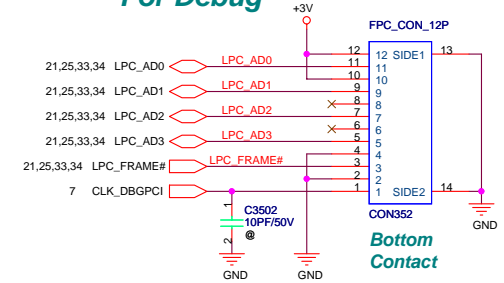 For Debug
+3V
FPC_CON_12P
12 12 SIDE1 13
21,25,33,34 LPC_AD0 LPC_AD0 11 11
10 10
21,25,33,34 LPC_AD1 LPC_AD1 9 9
8 8
21,25,33,34 LPC_AD2 LPC_AD2 7 7
6 6
21,25,33,34 LPC_AD3 LPC_AD3 5 5
4 4
21,25,33,34 LPC_FRAME# LPC_FRAME# 3 3
2 2
7 CLK_DBGPCI 1 1 SIDE2 14
1
C3502
10PF/50V
@
2
CON352
Bottom
Contact
GND
GND
GND